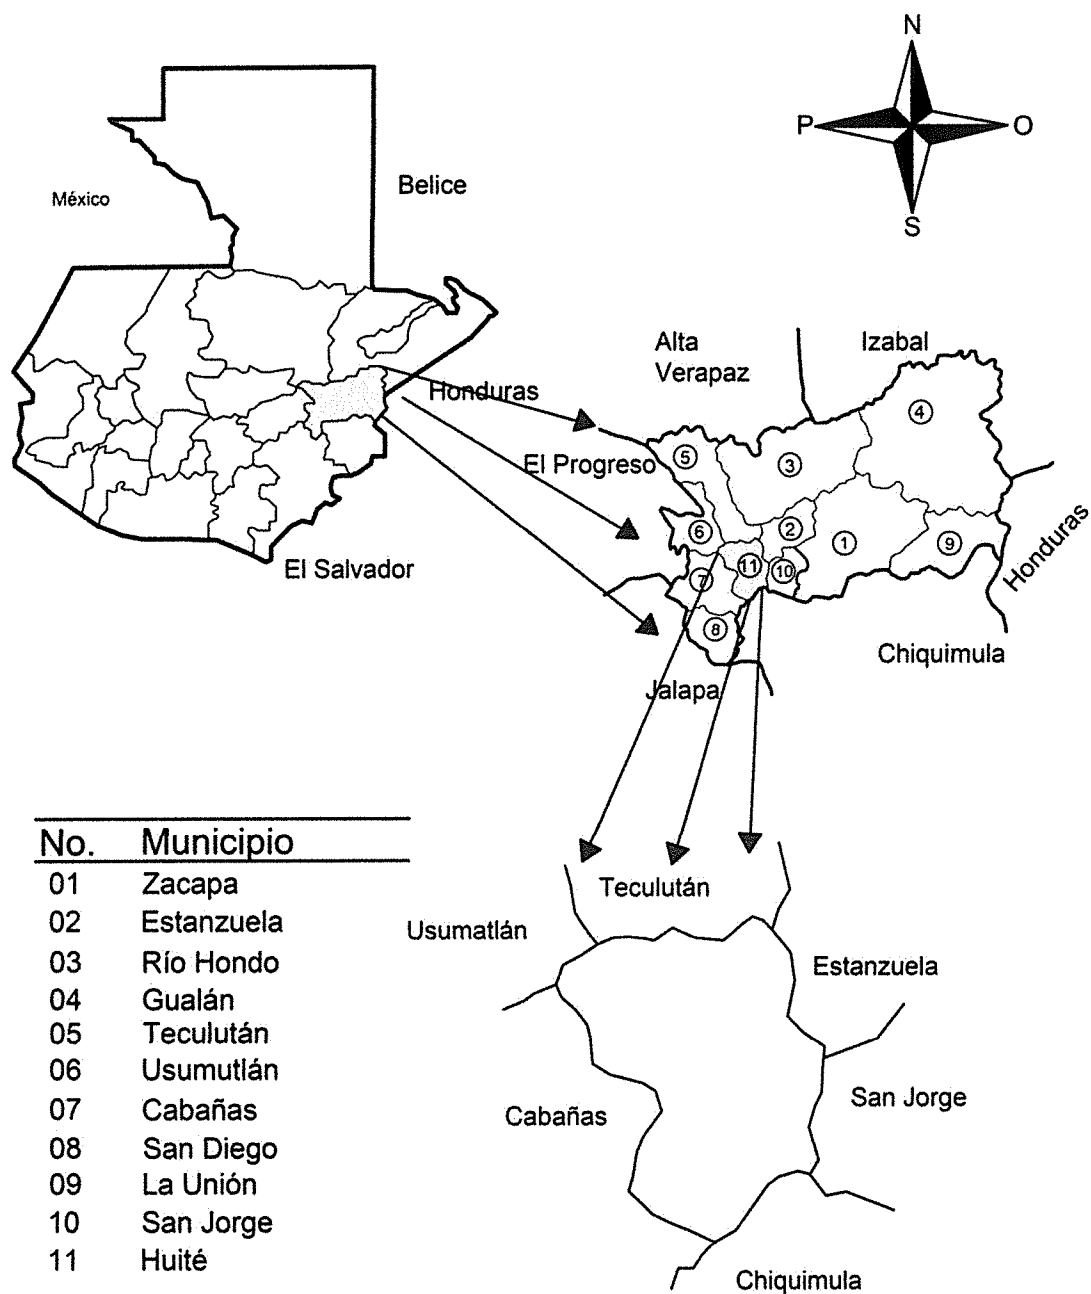 N
P
O
S
México
Belice
Honduras
El Salvador
Alta
Verapaz
Izabal
El Progreso
Honduras
Chiquimula
Jalapa
4
5
3
6
2
1
9
11
10
7
8
No. Municipio
01 Zacapa
02 Estanzuela
03 Río Hondo
04 Gualán
05 Teculután
06 Usumutlán
07 Cabañas
08 San Diego
09 La Unión
10 San Jorge
11 Huité
Teculután
Usumatlán
Estanzuela
San Jorge
Cabañas
Chiquimula